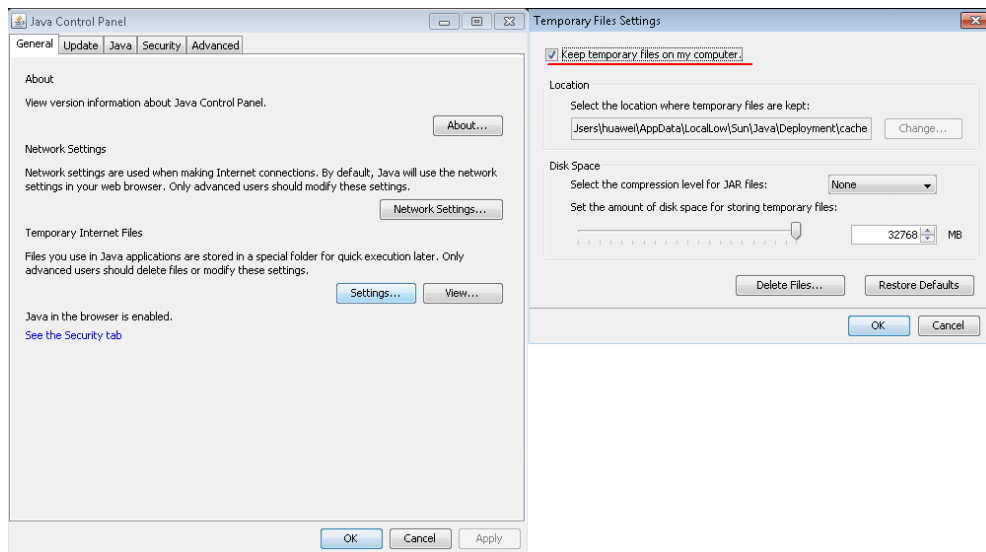 Java Control Panel
General Update Java Security Advanced
About
View version information about Java Control Panel.
About...
Network Settings
Network settings are used when making Internet connections. By default, Java will use the network
settings in your web browser. Only advanced users should modify these settings.
Network Settings...
Temporary Internet Files
Files you use in Java applications are stored in a special folder for quick execution later. Only
advanced users should delete files or modify these settings.
Settings... View...
Java in the browser is enabled.
See the Security tab
OK Cancel Apply
Temporary Files Settings
Keep temporary files on my computer.
Location
Select the location where temporary files are kept:
Jsers\huawei\AppData\LocalLow\Sun\Java\Deployment\cache Change...
Disk Space
Select the compression level for JAR files: None
Set the amount of disk space for storing temporary files:
32768 MB
Delete Files... Restore Defaults
OK Cancel